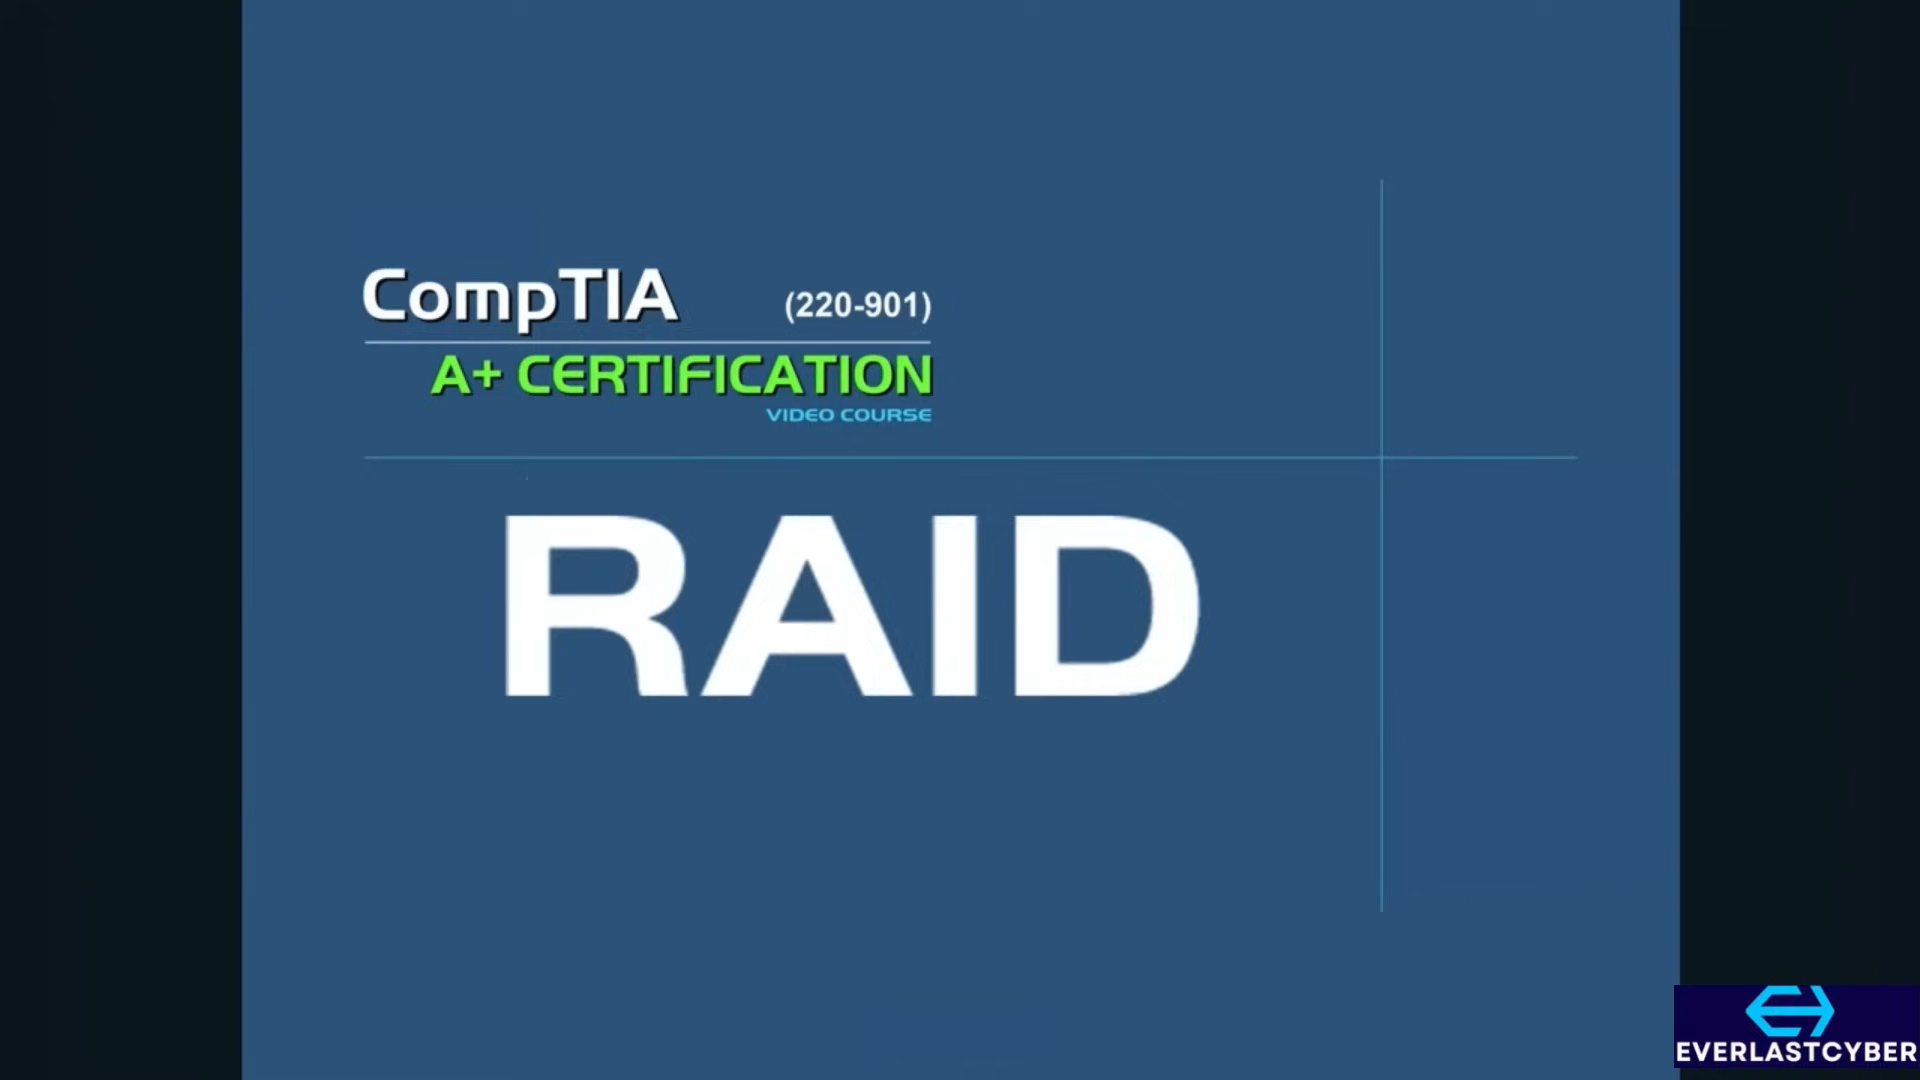 CompTIA (220-901)
A+ CERTIFICATION
VIDEO COURSE
RAID
EVERLASTCYBER